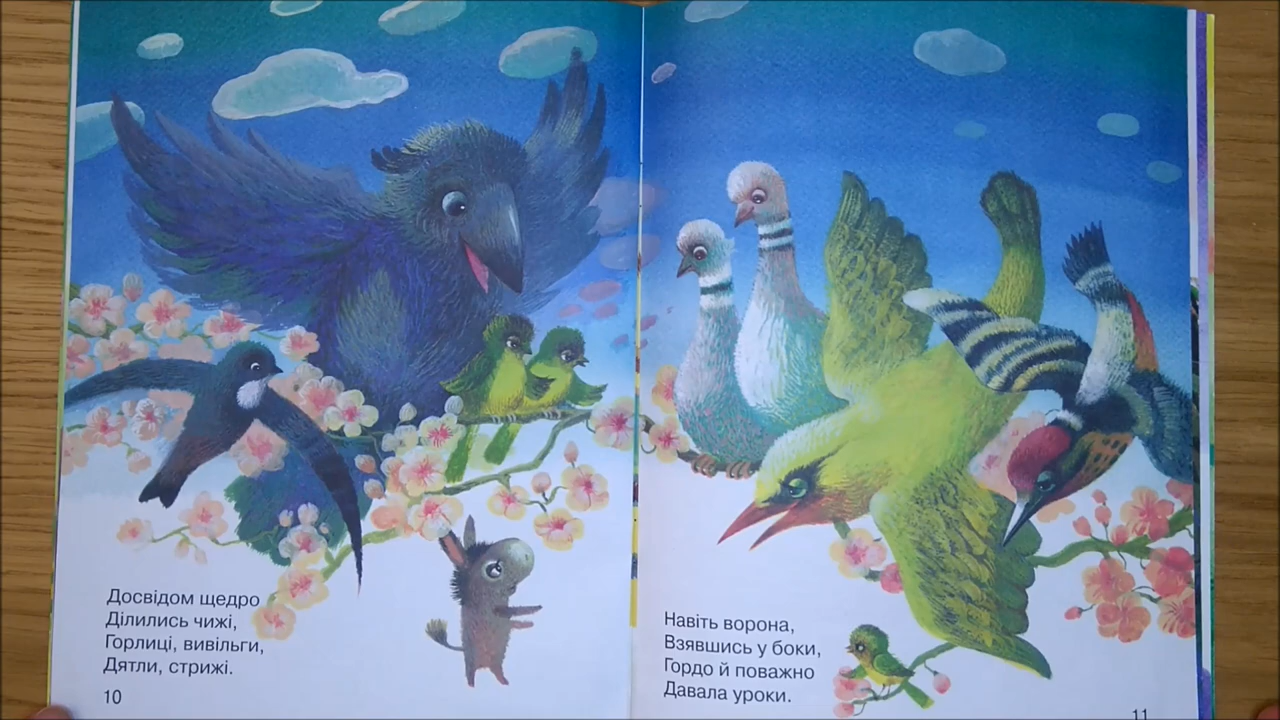 Досвідом щедро
Ділились чижі,
Горлиці, вивільги,
Дятли, стрижі.
10
Навіть ворона,
Взявшись у боки,
Гордо й поважно
Давала уроки.
11